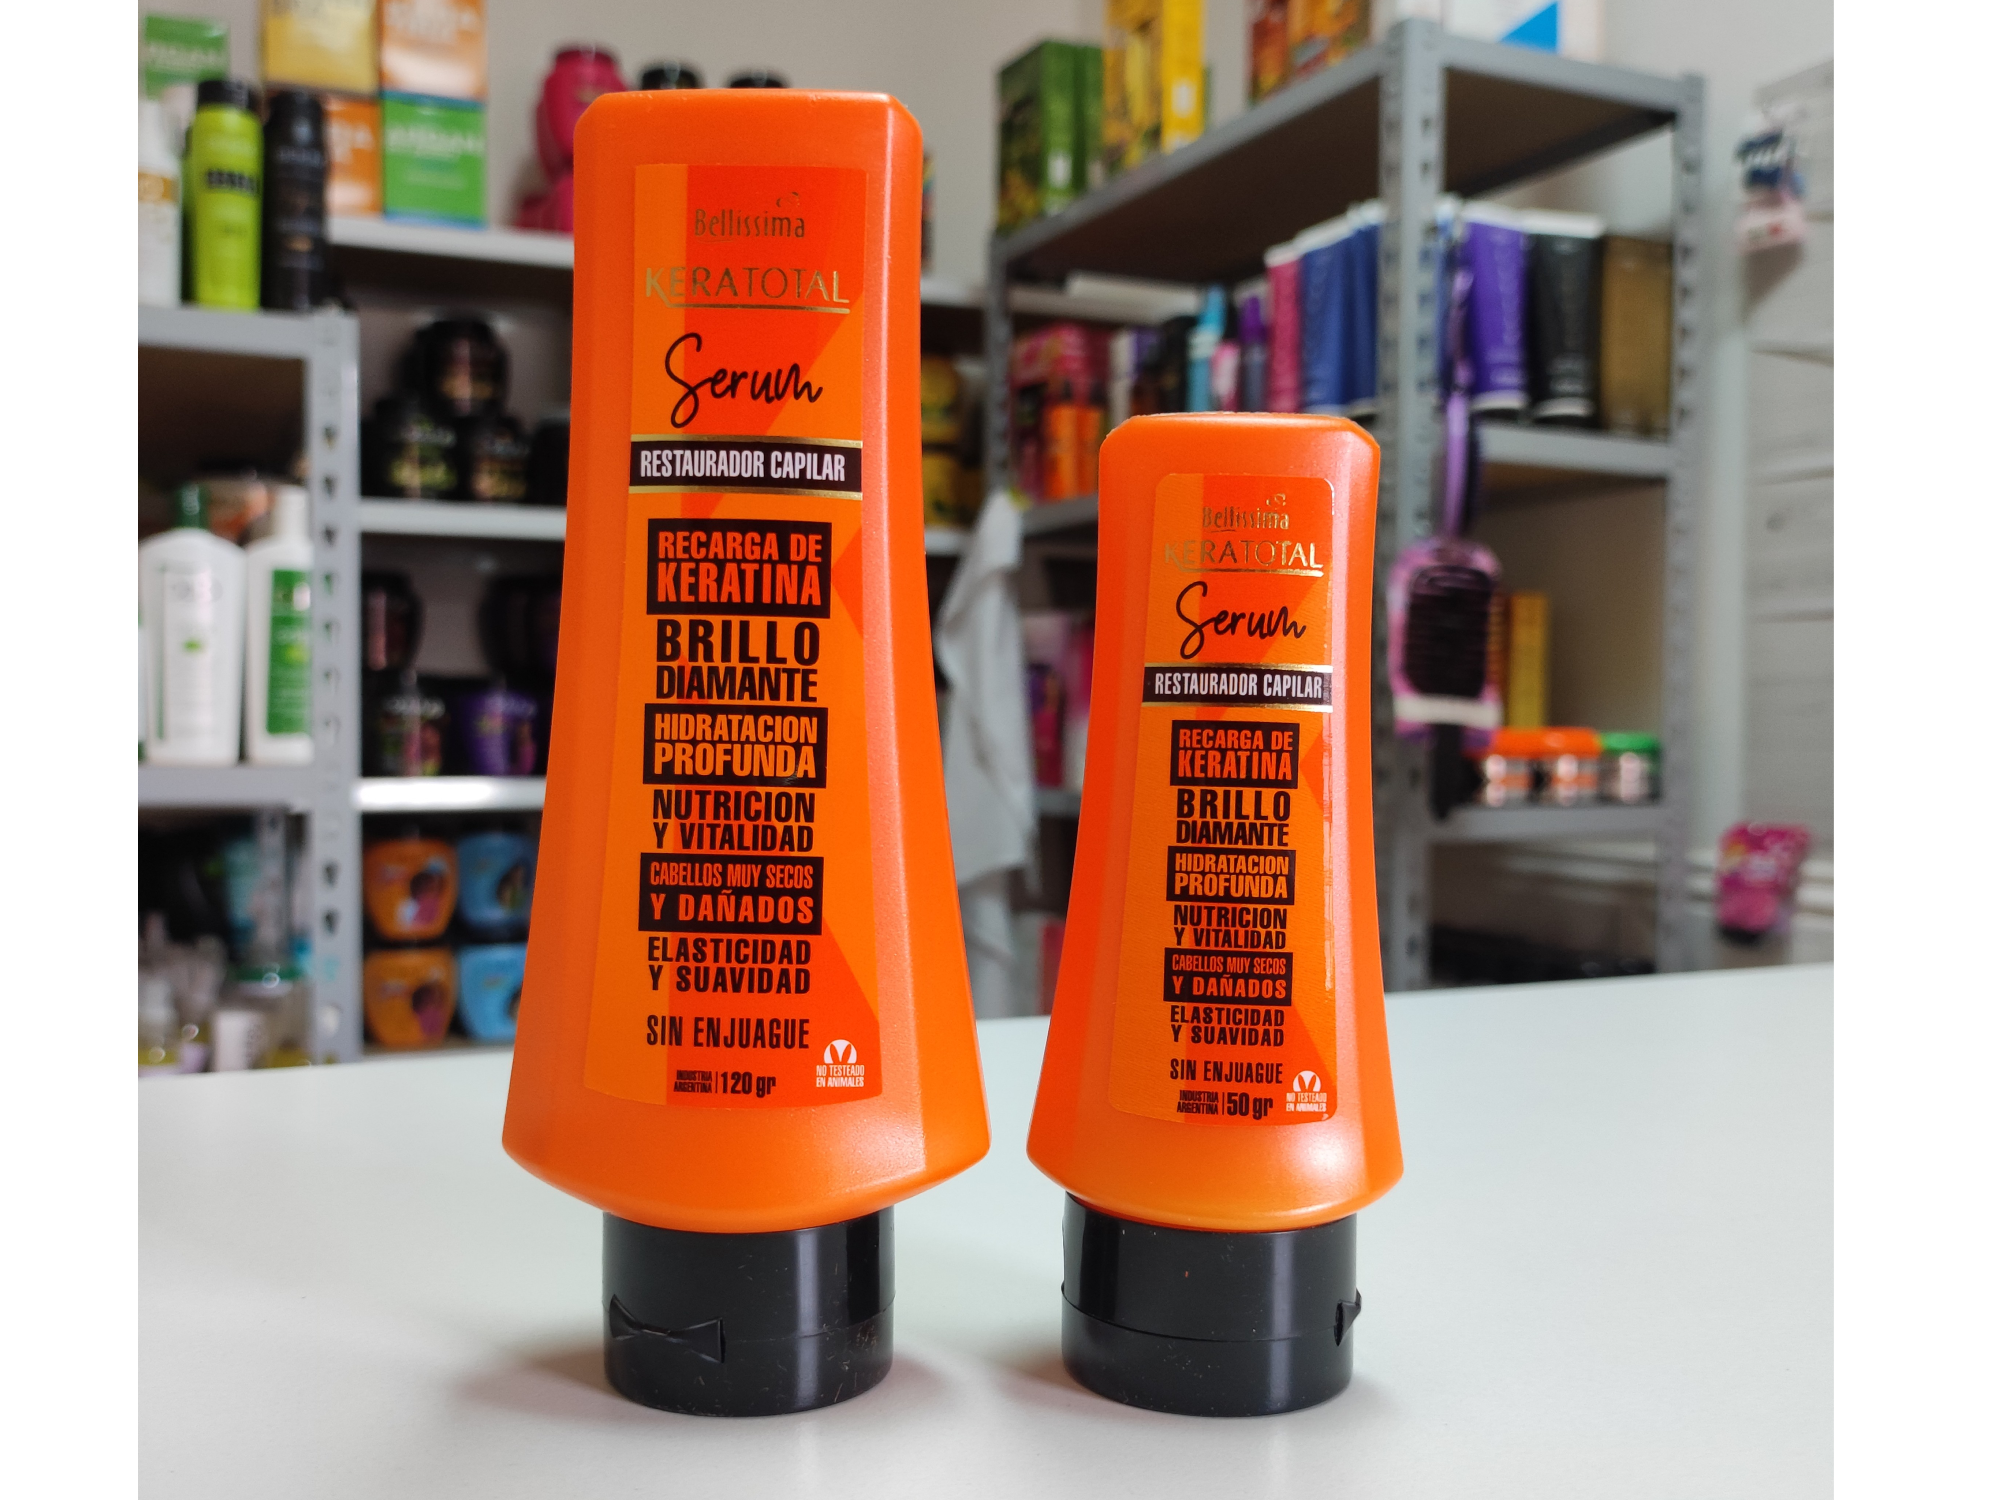 Bellissima
KERATOTAL
Serum
RESTAURADOR CAPILAR
RECARGA DE
KERATINA
BRILLO
DIAMANTE
HIDRATACION
PROFUNDA
NUTRICION
Y VITALIDAD
CABELLOS MUY SECOS
Y DAÑADOS
ELASTICIDAD
Y SUAVIDAD
SIN ENJUAGUE
INDUSTRIA
ARGENTINA
120 gr
NO TESTEADO
EN ANIMALES
Bellissima
KERATOTAL
Serum
RESTAURADOR CAPILAR
RECARGA DE
KERATINA
BRILLO
DIAMANTE
HIDRATACION
PROFUNDA
NUTRICION
Y VITALIDAD
CABELLOS MUY SECOS
Y DAÑADOS
ELASTICIDAD
Y SUAVIDAD
SIN ENJUAGUE
INDUSTRIA
ARGENTINA
50 gr
NO TESTEADO
EN ANIMALES